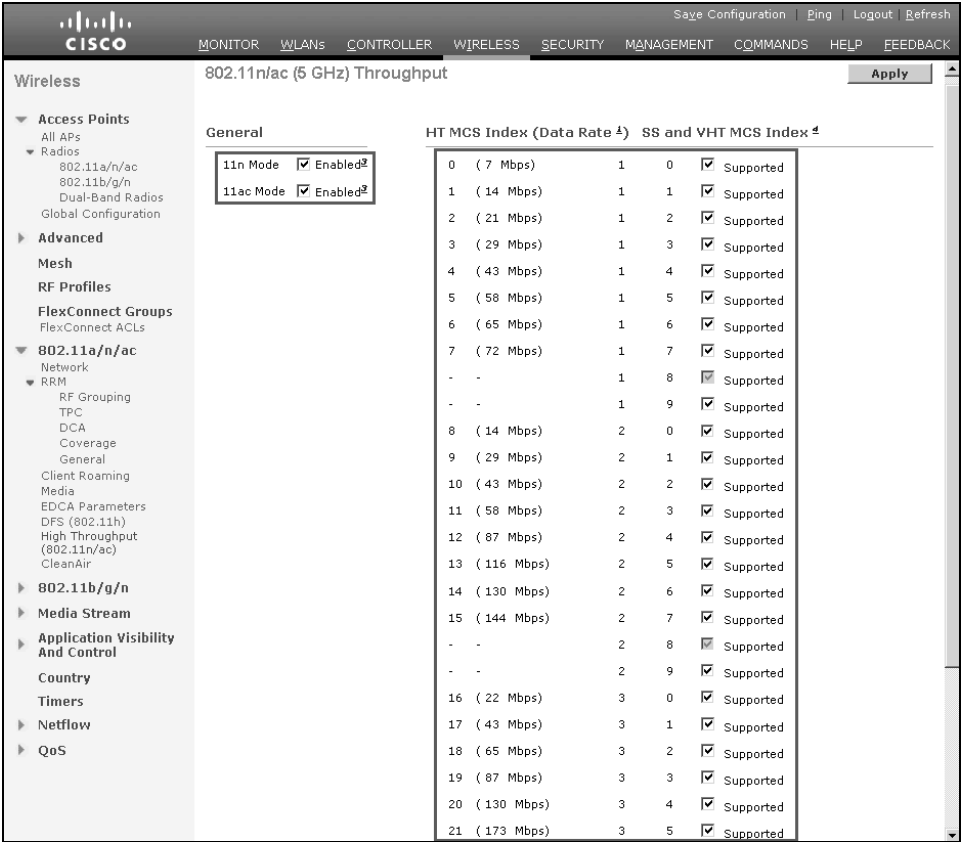 Save Configuration | Ping | Logout | Refresh
CISCO
MONITOR WLANs CONTROLLER WIRELESS SECURITY MANAGEMENT COMMANDS HELP FEEDBACK
Wireless
Access Points
All APs
Radios
802.11a/n/ac
802.11b/g/n
Dual-Band Radios
Global Configuration
Advanced
Mesh
RF Profiles
FlexConnect Groups
FlexConnect ACLs
802.11a/n/ac
Network
RRM
RF Grouping
TPC
DCA
Coverage
General
Client Roaming
Media
EDCA Parameters
DFS (802.11h)
High Throughput
(802.11n/ac)
CleanAir
802.11b/g/n
Media Stream
Application Visibility
And Control
Country
Timers
Netflow
QoS
802.11n/ac (5 GHz) Throughput
Apply
General
11n Mode Enabled
11ac Mode Enabled
HT MCS Index (Data Rate 1) SS and VHT MCS Index 4
0 ( 7 Mbps) 1 0 Supported
1 ( 14 Mbps) 1 1 Supported
2 ( 21 Mbps) 1 2 Supported
3 ( 29 Mbps) 1 3 Supported
4 ( 43 Mbps) 1 4 Supported
5 ( 58 Mbps) 1 5 Supported
6 ( 65 Mbps) 1 6 Supported
7 ( 72 Mbps) 1 7 Supported
- - 1 8 Supported
- - 1 9 Supported
8 ( 14 Mbps) 2 0 Supported
9 ( 29 Mbps) 2 1 Supported
10 ( 43 Mbps) 2 2 Supported
11 ( 58 Mbps) 2 3 Supported
12 ( 87 Mbps) 2 4 Supported
13 ( 116 Mbps) 2 5 Supported
14 ( 130 Mbps) 2 6 Supported
15 ( 144 Mbps) 2 7 Supported
- - 2 8 Supported
- - 2 9 Supported
16 ( 22 Mbps) 3 0 Supported
17 ( 43 Mbps) 3 1 Supported
18 ( 65 Mbps) 3 2 Supported
19 ( 87 Mbps) 3 3 Supported
20 ( 130 Mbps) 3 4 Supported
21 ( 173 Mbps) 3 5 Supported